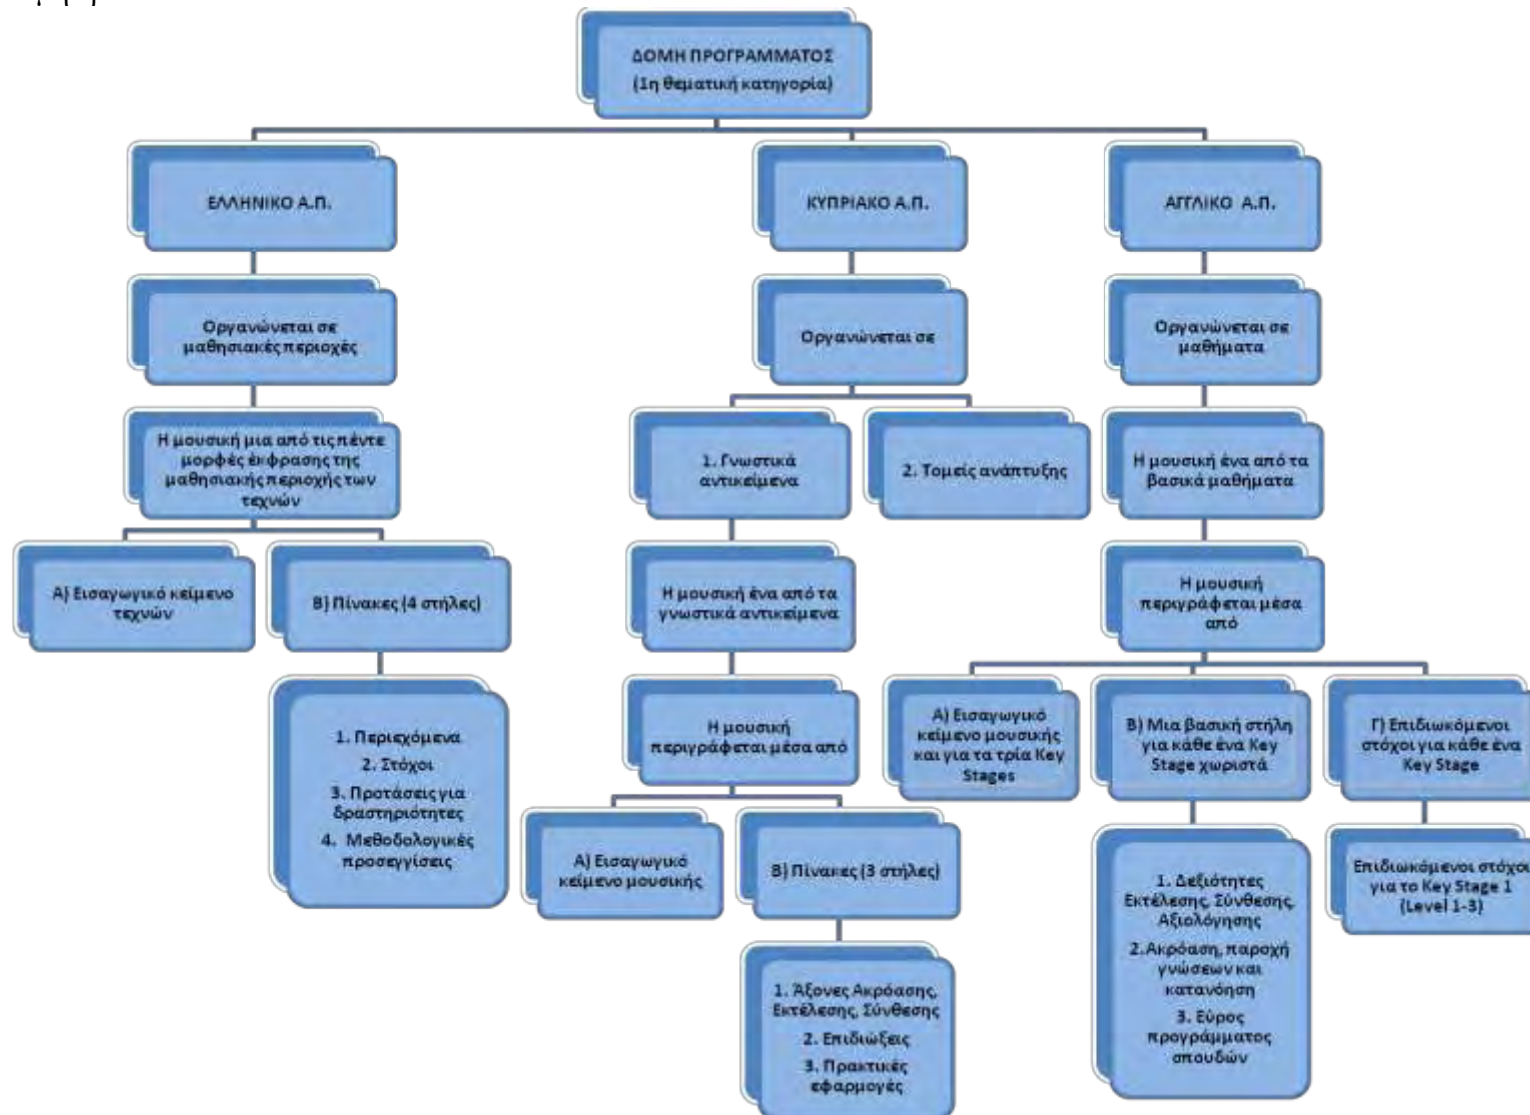 ΔΟΜΗ ΠΡΟΓΡΑΜΜΑΤΟΣ
(1η θεματική κατηγορία)
ΕΛΛΗΝΙΚΟ Α.Π.
ΚΥΠΡΙΑΚΟ Α.Π.
ΑΓΓΛΙΚΟ Α.Π.
Οργανώνεται σε
μαθησιακές περιοχές
Οργανώνεται σε
Οργανώνεται σε
μαθήματα
Η μουσική μια από τις πέντε
μορφές έκφρασης της
μαθησιακής περιοχής των
τεχνών
1. Γνωστικά
αντικείμενα
2. Τομείς ανάπτυξης
Η μουσική ένα από τα
βασικά μαθήματα
Α) Εισαγωγικό κείμενο
τεχνών
Β) Πίνακες (4 στήλες)
Η μουσική ένα από τα
γνωστικά αντικείμενα
Η μουσική
περιγράφεται μέσα
από
1. Περιεχόμενα
2. Στόχοι
3. Προτάσεις για
δραστηριότητες
4. Μεθοδολογικές
προσεγγίσεις
Η μουσική
περιγράφεται μέσα από
Α) Εισαγωγικό
κείμενο μουσικής
και για τα τρία Key
Stages
Β) Μια βασική στήλη
για κάθε ένα Key
Stage χωριστά
Γ) Επιδιωκόμενοι
στόχοι για κάθε ένα
Key Stage
Α) Εισαγωγικό
κείμενο μουσικής
Β) Πίνακες (3 στήλες)
1. Δεξιότητες
Εκτέλεσης, Σύνθεσης,
Αξιολόγησης
2.Ακρόαση, παροχή
γνώσεων και
κατανόηση
3. Εύρος
προγράμματος
σπουδών
Επιδιωκόμενοι στόχοι
για το Key Stage 1
(Level 1-3)
1. Άξονες Ακρόασης,
Εκτέλεσης, Σύνθεσης
2. Επιδιώξεις
3. Πρακτικές
εφαρμογές